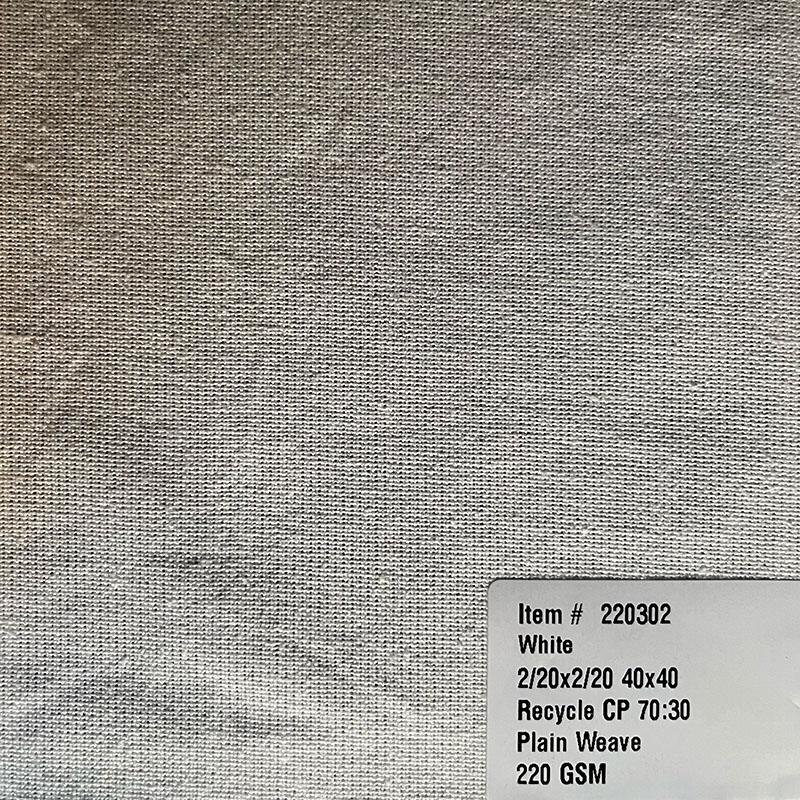 Item # 220302
White
2/20x2/20 40x40
Recycle CP 70:30
Plain Weave
220 GSM